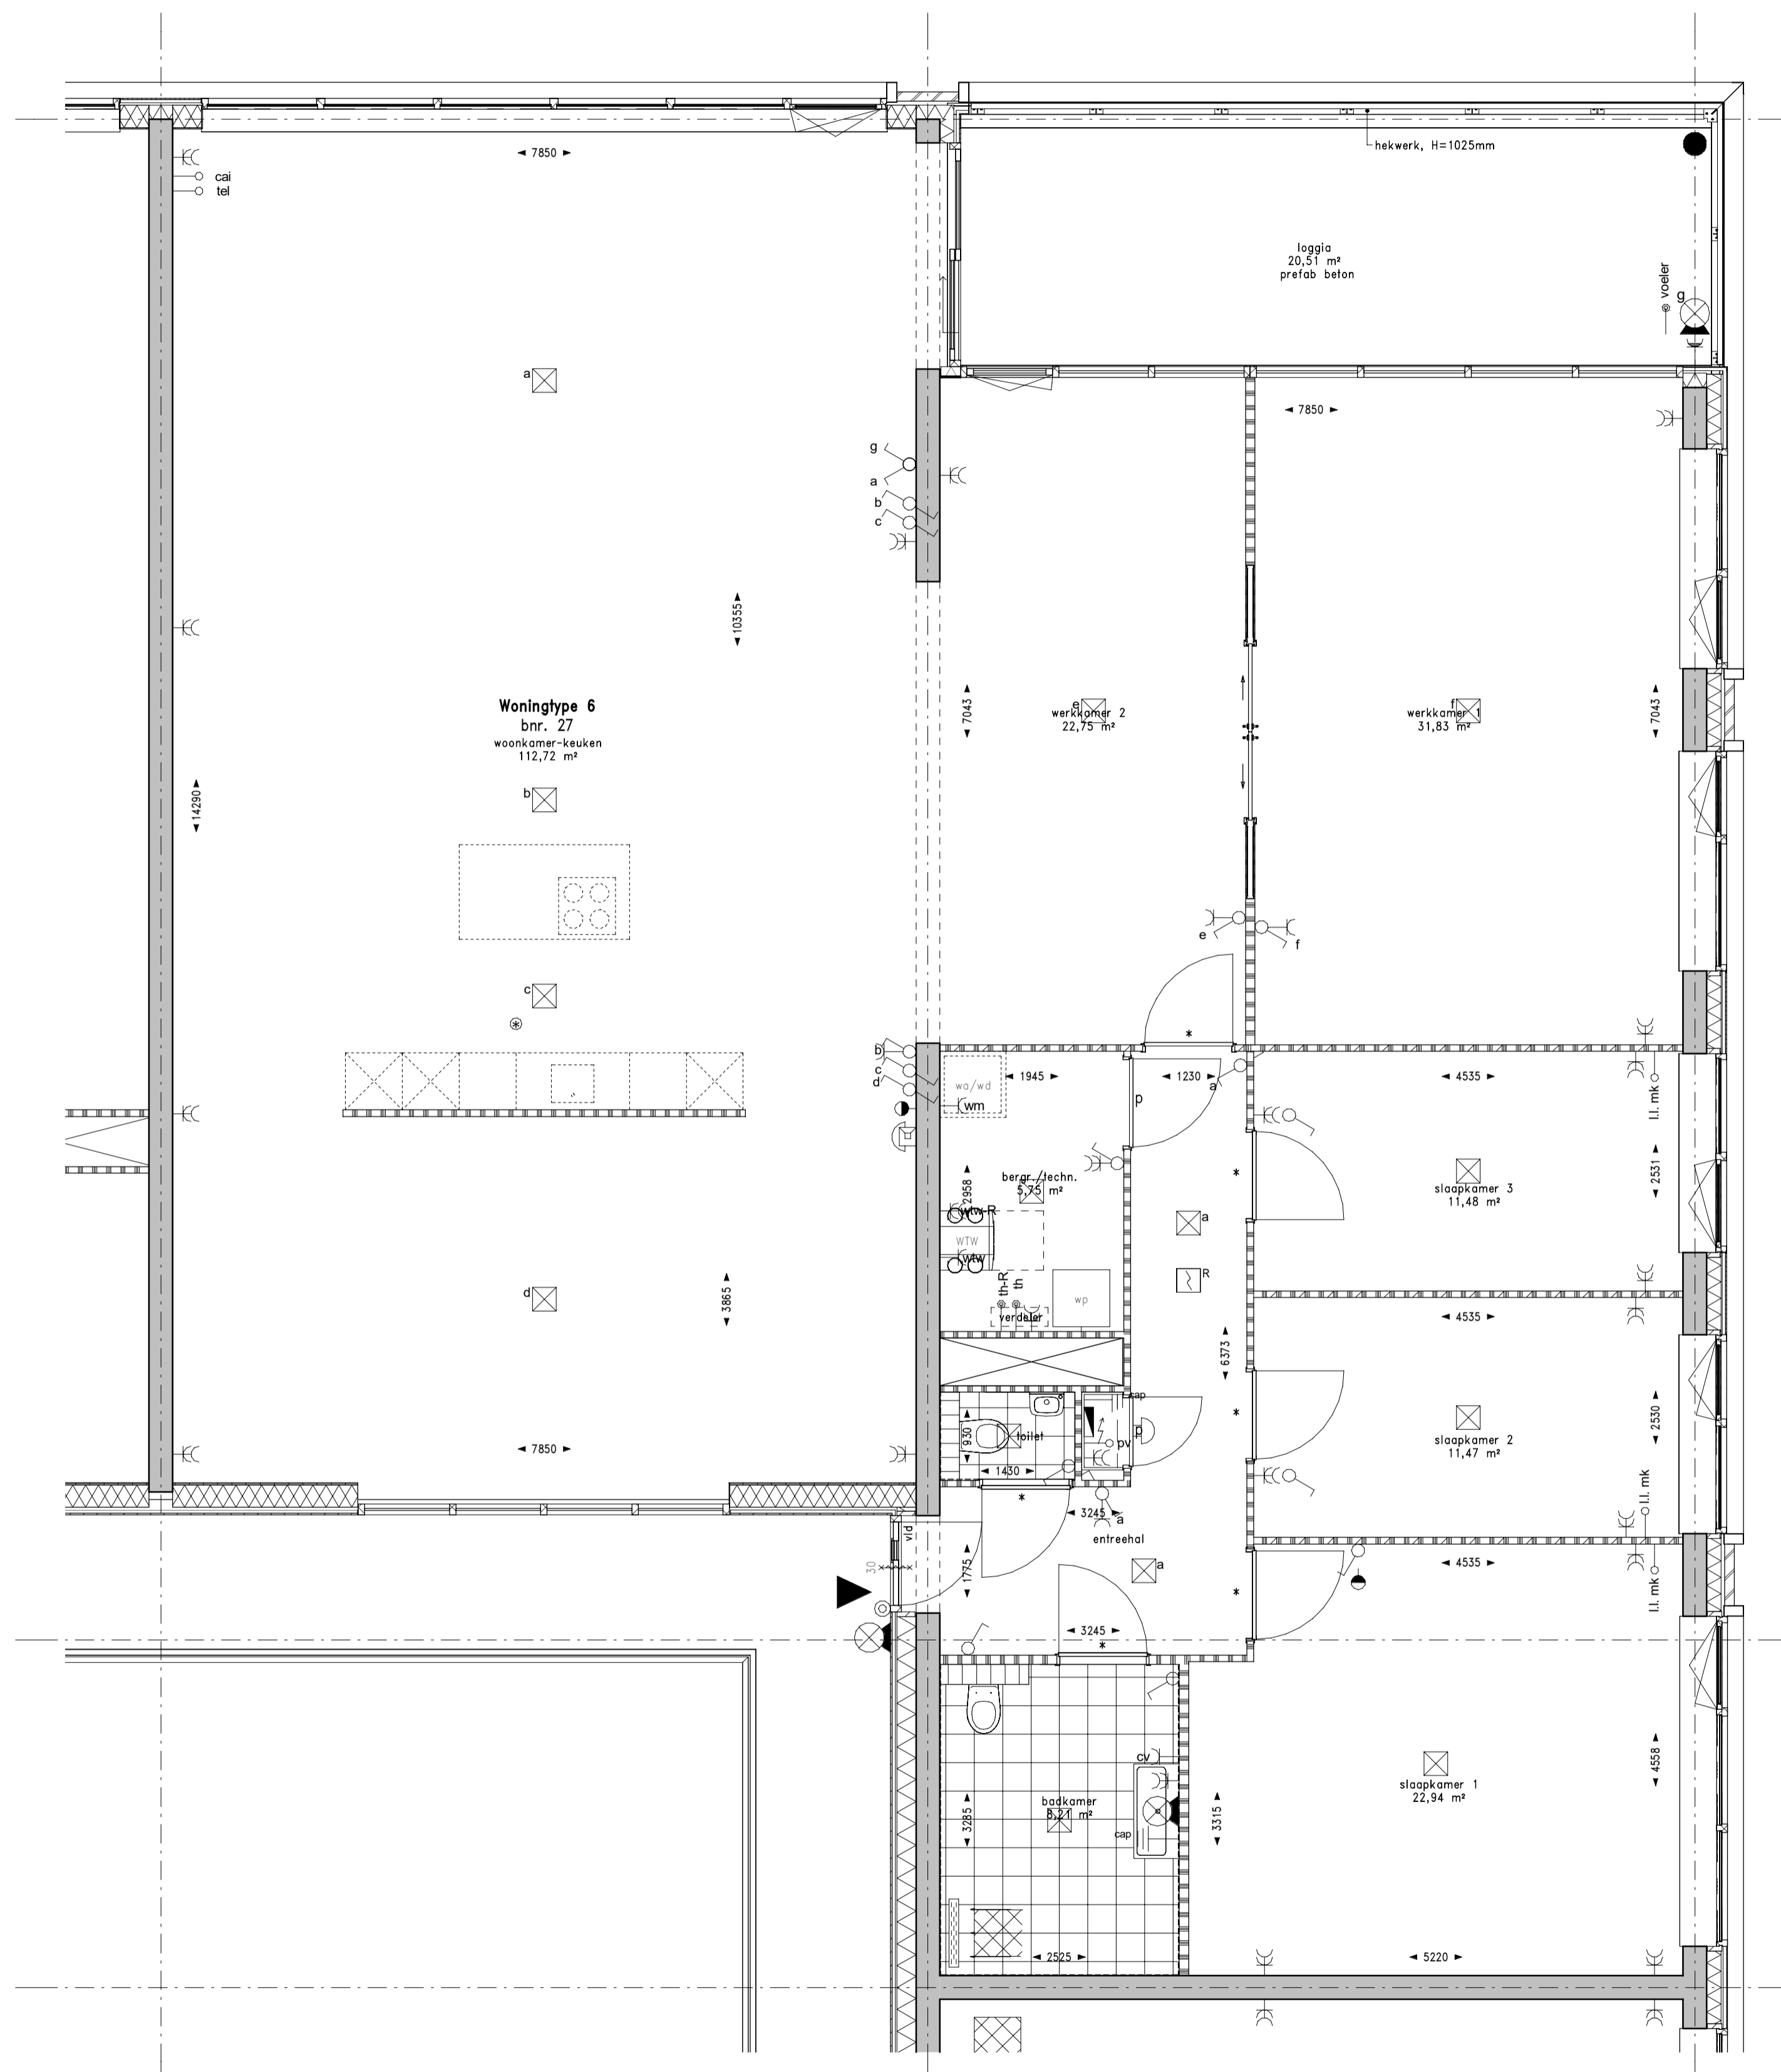 7850
cai
tel
hekwerk, H=1025mm
loggia
20,51 m²
prefab beton
voeler
g
a
7850
g
a
b
c
10355
Woningtype 6
bnr. 27
woonkamer-keuken
112,72 m²
7043
e
werkkamer 2
22,75 m²
f
werkkamer 1
31,83 m²
7043
14290
b
e
f
c
*
*
b
c
d
wm
wa/wd
1945
1230
a
p
4535
l.l. mk
2958
bergr./techn.
5,75 m²
*
slaapkamer 3
11,48 m²
2531
wtw-R
WTW
wtw
a
R
th-R
th
wp
verdeler
d
3865
4535
6373
cap
930
toilet
pv
p
*
slaapkamer 2
11,47 m²
2530
7850
1430
*
l.l. mk
3245
a
entreehal
vld
30
1775
a
*
4535
l.l. mk
3245
*
cv
badkamer
8,21 m²
cap
3285
3315
slaapkamer 1
22,94 m²
4558
2525
5220